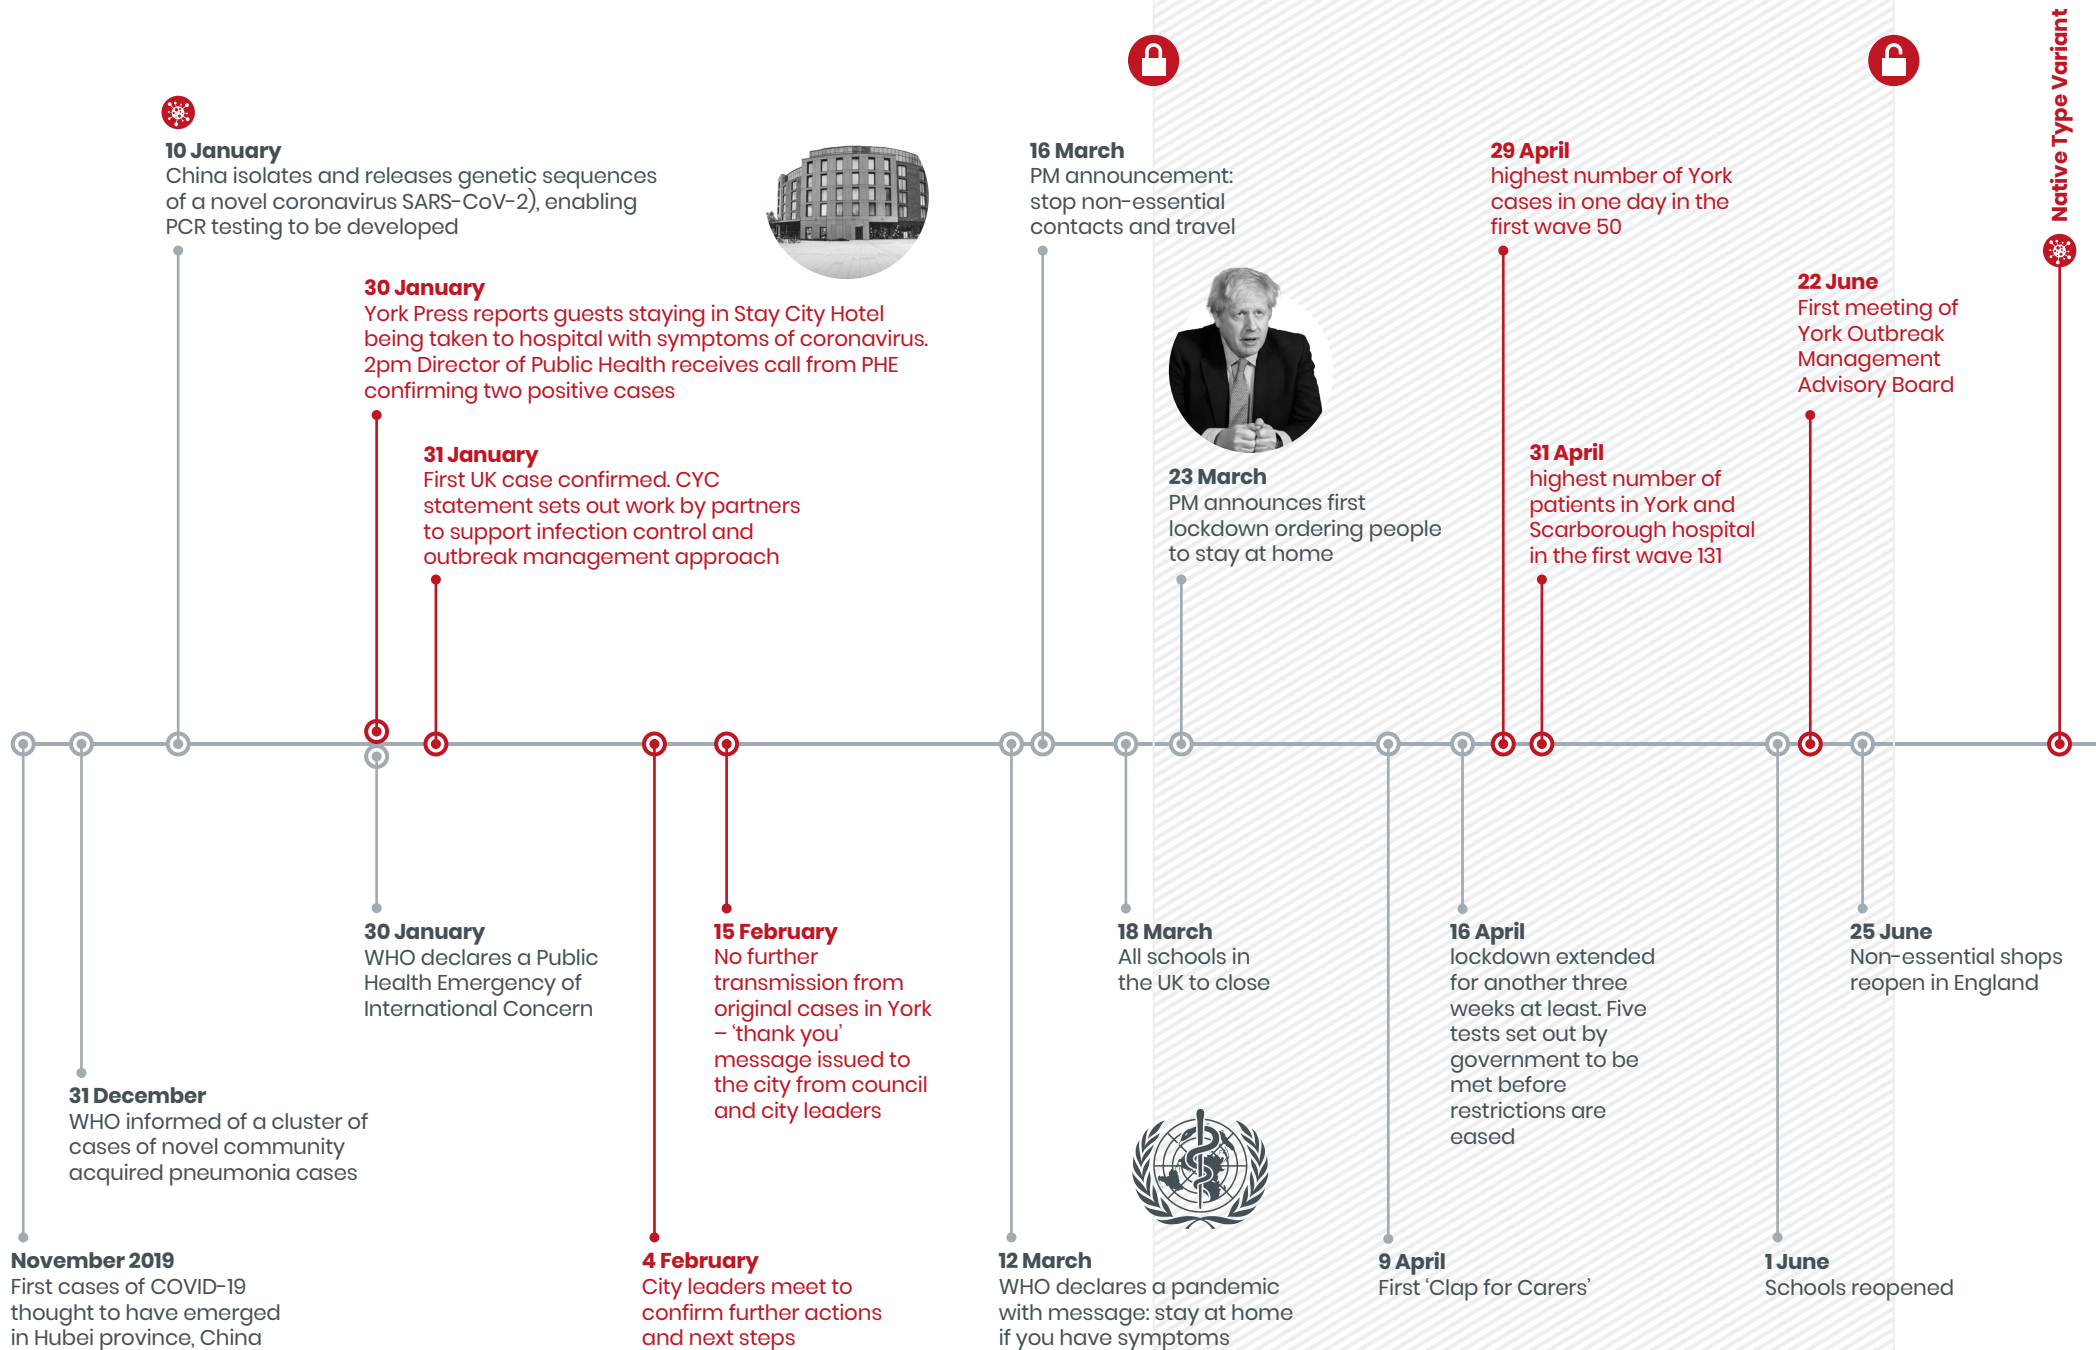 Native Type Variant
10 January
China isolates and releases genetic sequences
of a novel coronavirus SARS-CoV-2), enabling
PCR testing to be developed
30 January
York Press reports guests staying in Stay City Hotel
being taken to hospital with symptoms of coronavirus.
2pm Director of Public Health receives call from PHE
confirming two positive cases
31 January
First UK case confirmed. CYC
statement sets out work by partners
to support infection control and
outbreak management approach
16 March
PM announcement:
stop non-essential
contacts and travel
23 March
PM announces first
lockdown ordering people
to stay at home
29 April
highest number of York
cases in one day in the
first wave 50
31 April
highest number of
patients in York and
Scarborough hospital
in the first wave 131
22 June
First meeting of
York Outbreak
Management
Advisory Board
November 2019
First cases of COVID-19
thought to have emerged
in Hubei province, China
31 December
WHO informed of a cluster of
cases of novel community
acquired pneumonia cases
30 January
WHO declares a Public
Health Emergency of
International Concern
4 February
City leaders meet to
confirm further actions
and next steps
15 February
No further
transmission from
original cases in York
– ‘thank you’
message issued to
the city from council
and city leaders
12 March
WHO declares a pandemic
with message: stay at home
if you have symptoms
18 March
All schools in
the UK to close
9 April
First ‘Clap for Carers’
16 April
lockdown extended
for another three
weeks at least. Five
tests set out by
government to be
met before
restrictions are
eased
1 June
Schools reopened
25 June
Non-essential shops
reopen in England